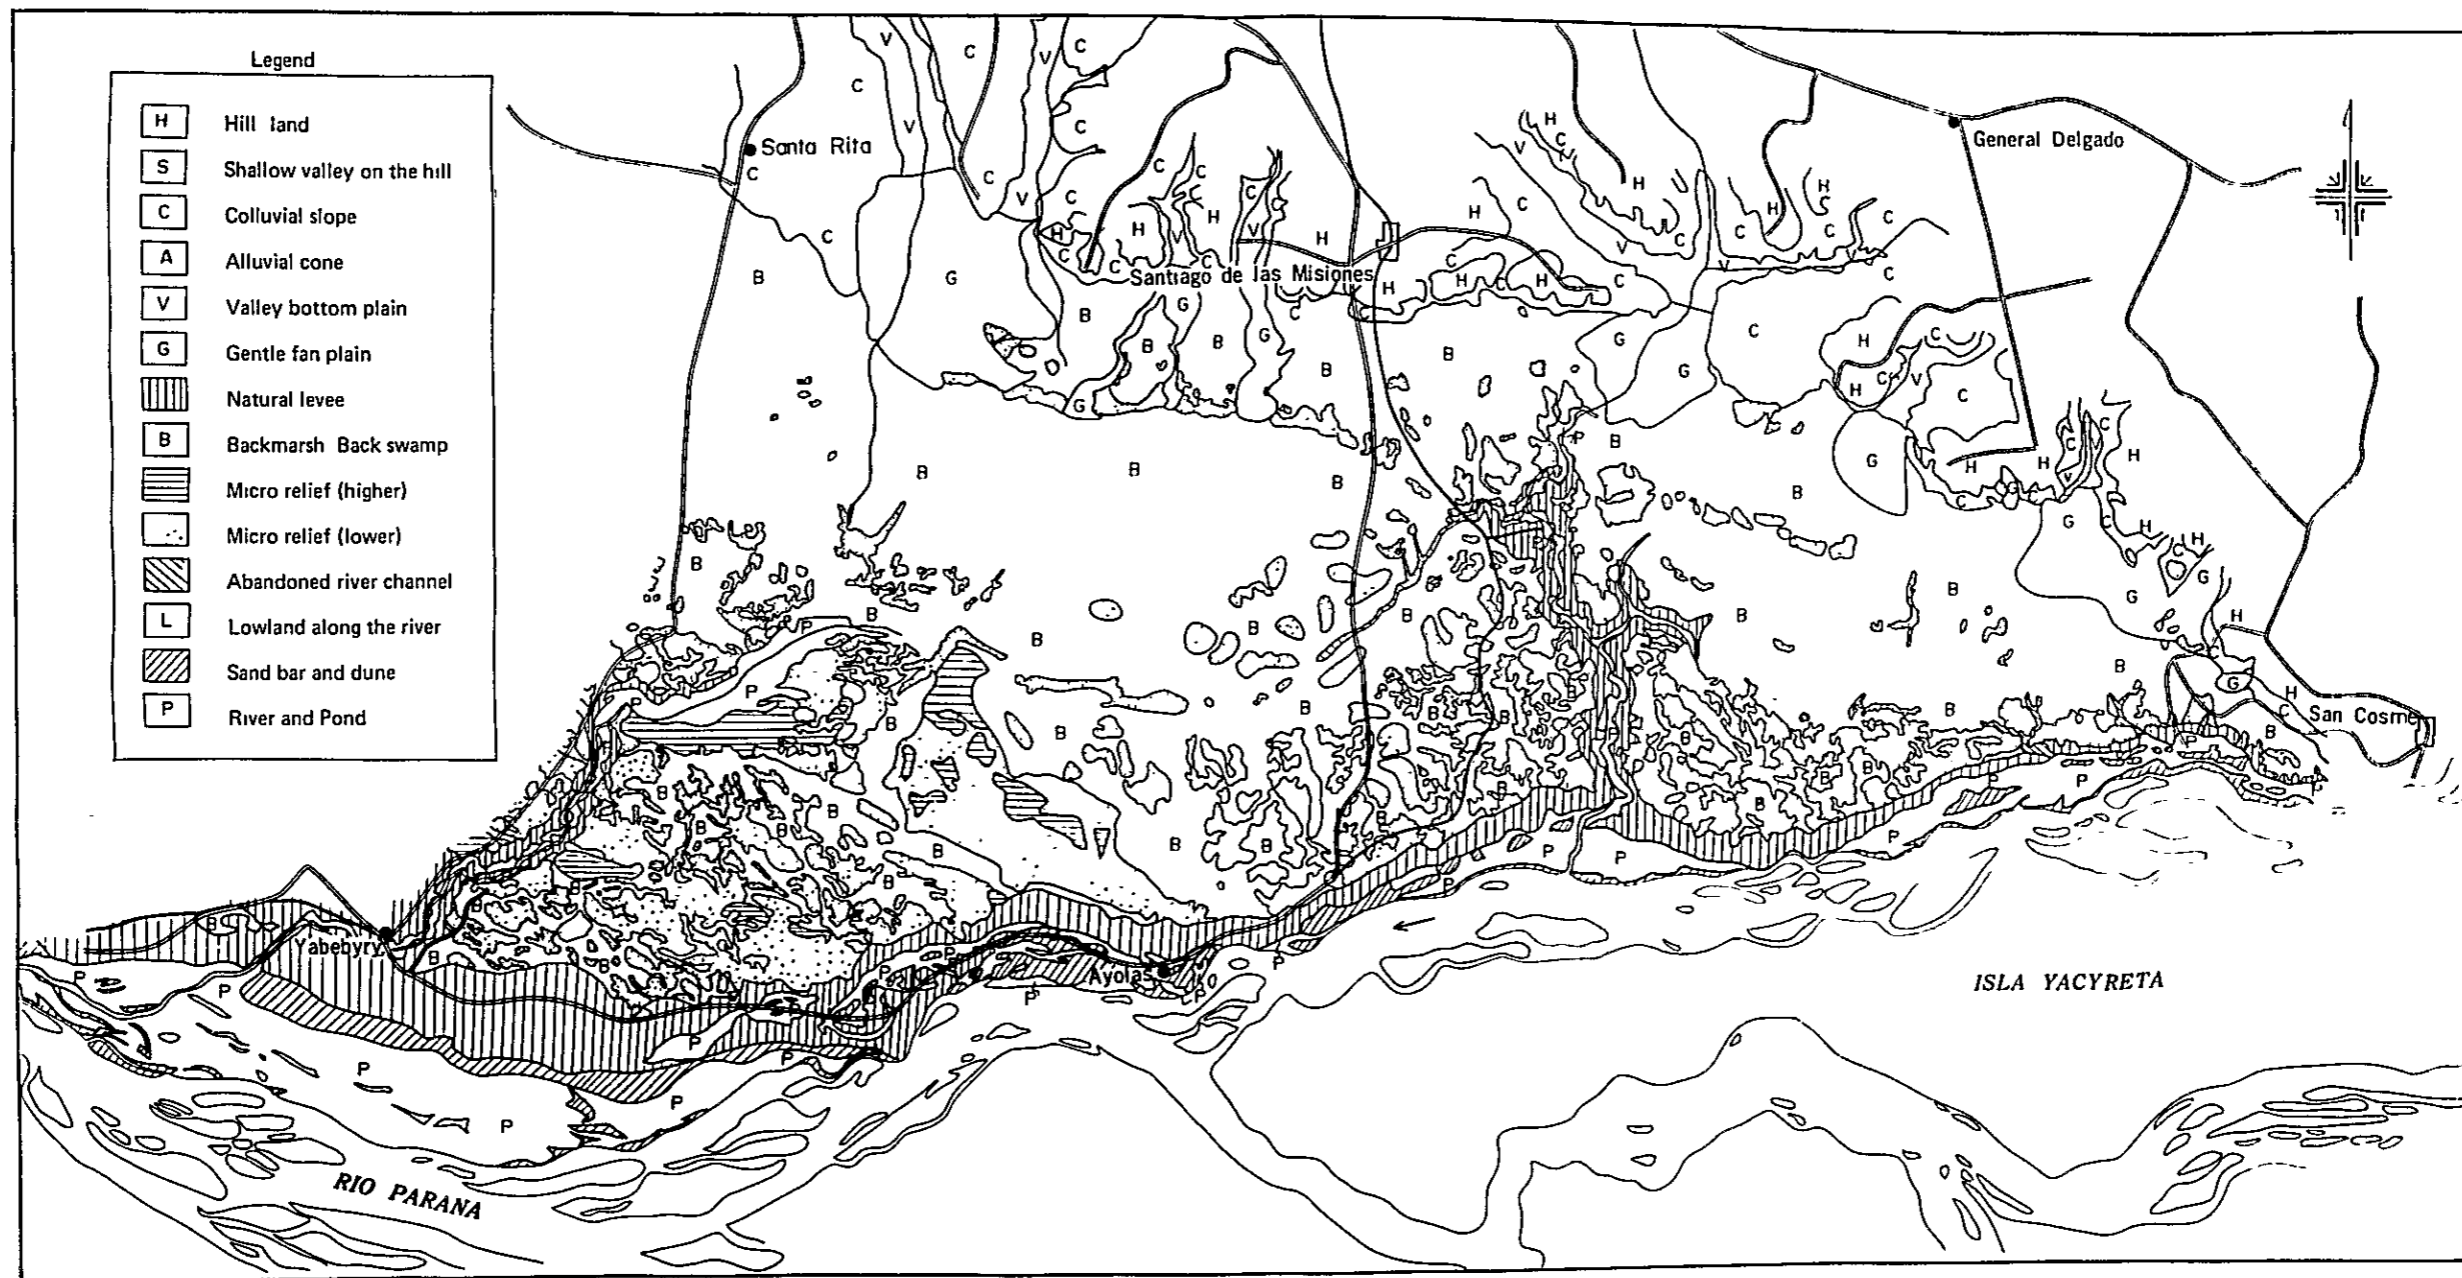 Legend
H Hill land
S Shallow valley on the hill
C Colluvial slope
A Alluvial cone
V Valley bottom plain
G Gentle fan plain
Natural levee
B Backmarsh Back swamp
Micro relief (higher)
Micro relief (lower)
Abandoned river channel
L Lowland along the river
Sand bar and dune
P River and Pond
Santa Rita
General Delgado
Santiago de las Misiones
San Cosme
Yabebyry
Ayolas
ISLA YACYRETA
RIO PARANA